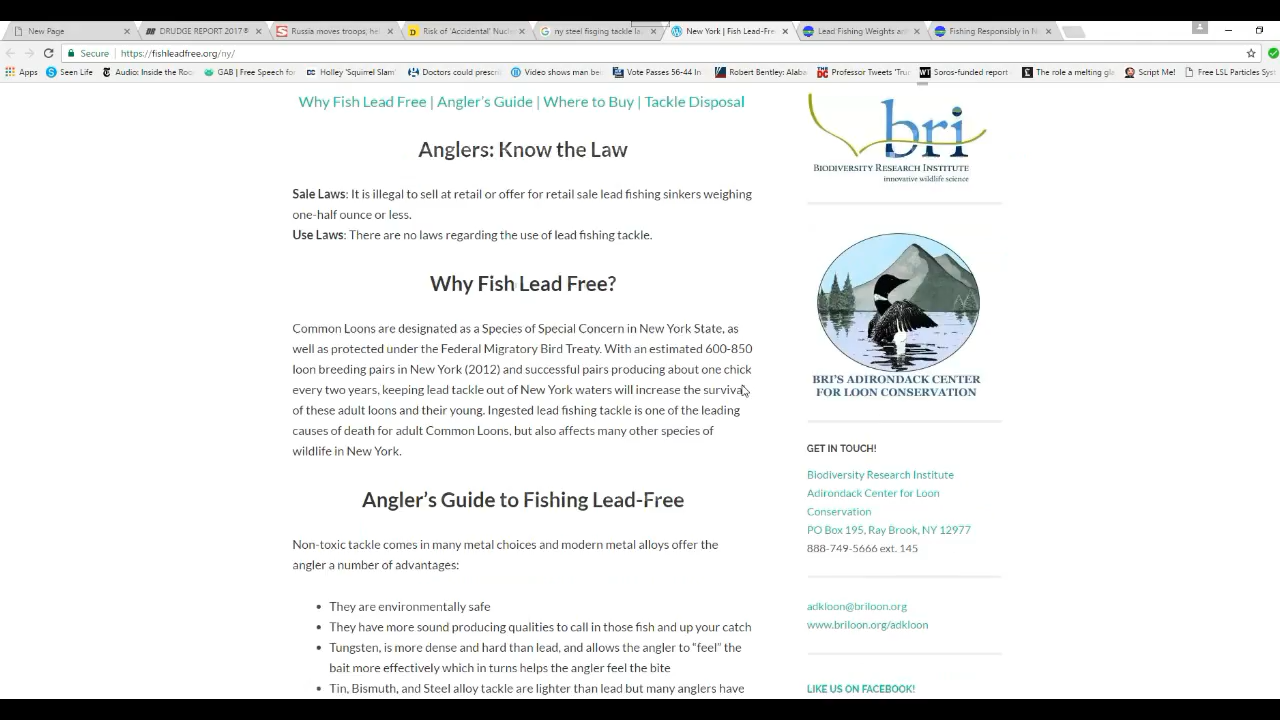 New Page
DRUDGE REPORT 2017®
Russia moves troops, he
Risk of 'Accidental' Nucl
New York | Fish Lead-Fre
Lead Fishing Weights an
Fishing Responsibly in N
Secure
https://fishleadfree.org/ny/
Apps
Seen Life
Audio: Inside the Roo
GAB | Free Speech fo
Holley 'Squirrel Slam'
Doctors could prescri
Video shows man be
Vote Passes 56-44 In
Robert Bentley: Alaba
Professor Tweets 'Tru
Soros-funded report
The role a melting gl
Script Me!
Free LSL Particles Sys
Why Fish Lead Free | Angler's Guide | Where to Buy | Tackle Disposal
Anglers: Know the Law
Sale Laws: It is illegal to sell at retail or offer for retail sale lead fishing sinkers weighing
one-half ounce or less.
Use Laws: There are no laws regarding the use of lead fishing tackle.
Why Fish Lead Free?
Common Loons are designated as a Species of Special Concern in New York State, as
well as protected under the Federal Migratory Bird Treaty. With an estimated 600-850
loon breeding pairs in New York (2012) and successful pairs producing about one chick
every two years, keeping lead tackle out of New York waters will increase the survival
of these adult loons and their young. Ingested lead fishing tackle is one of the leading
causes of death for adult Common Loons, but also affects many other species of
wildlife in New York.
Angler's Guide to Fishing Lead-Free
Non-toxic tackle comes in many metal choices and modern metal alloys offer the
angler a number of advantages:
They are environmentally safe
They have more sound producing qualities to call in those fish and up your catch
Tungsten, is more dense and hard than lead, and allows the angler to "feel" the
bait more effectively which in turns helps the angler feel the bite
Tin, Bismuth, and Steel alloy tackle are lighter than lead but many anglers have
bri
BIODIVERSITY RESEARCH INSTITUTE
innovative wildlife science
BRI'S ADIRONDACK CENTER
FOR LOON CONSERVATION
GET IN TOUCH!
Biodiversity Research Institute
Adirondack Center for Loon
Conservation
PO Box 195, Ray Brook, NY 12977
888-749-5666 ext. 145
adkloon@briloon.org
www.briloon.org/adkloon
LIKE US ON FACEBOOK!